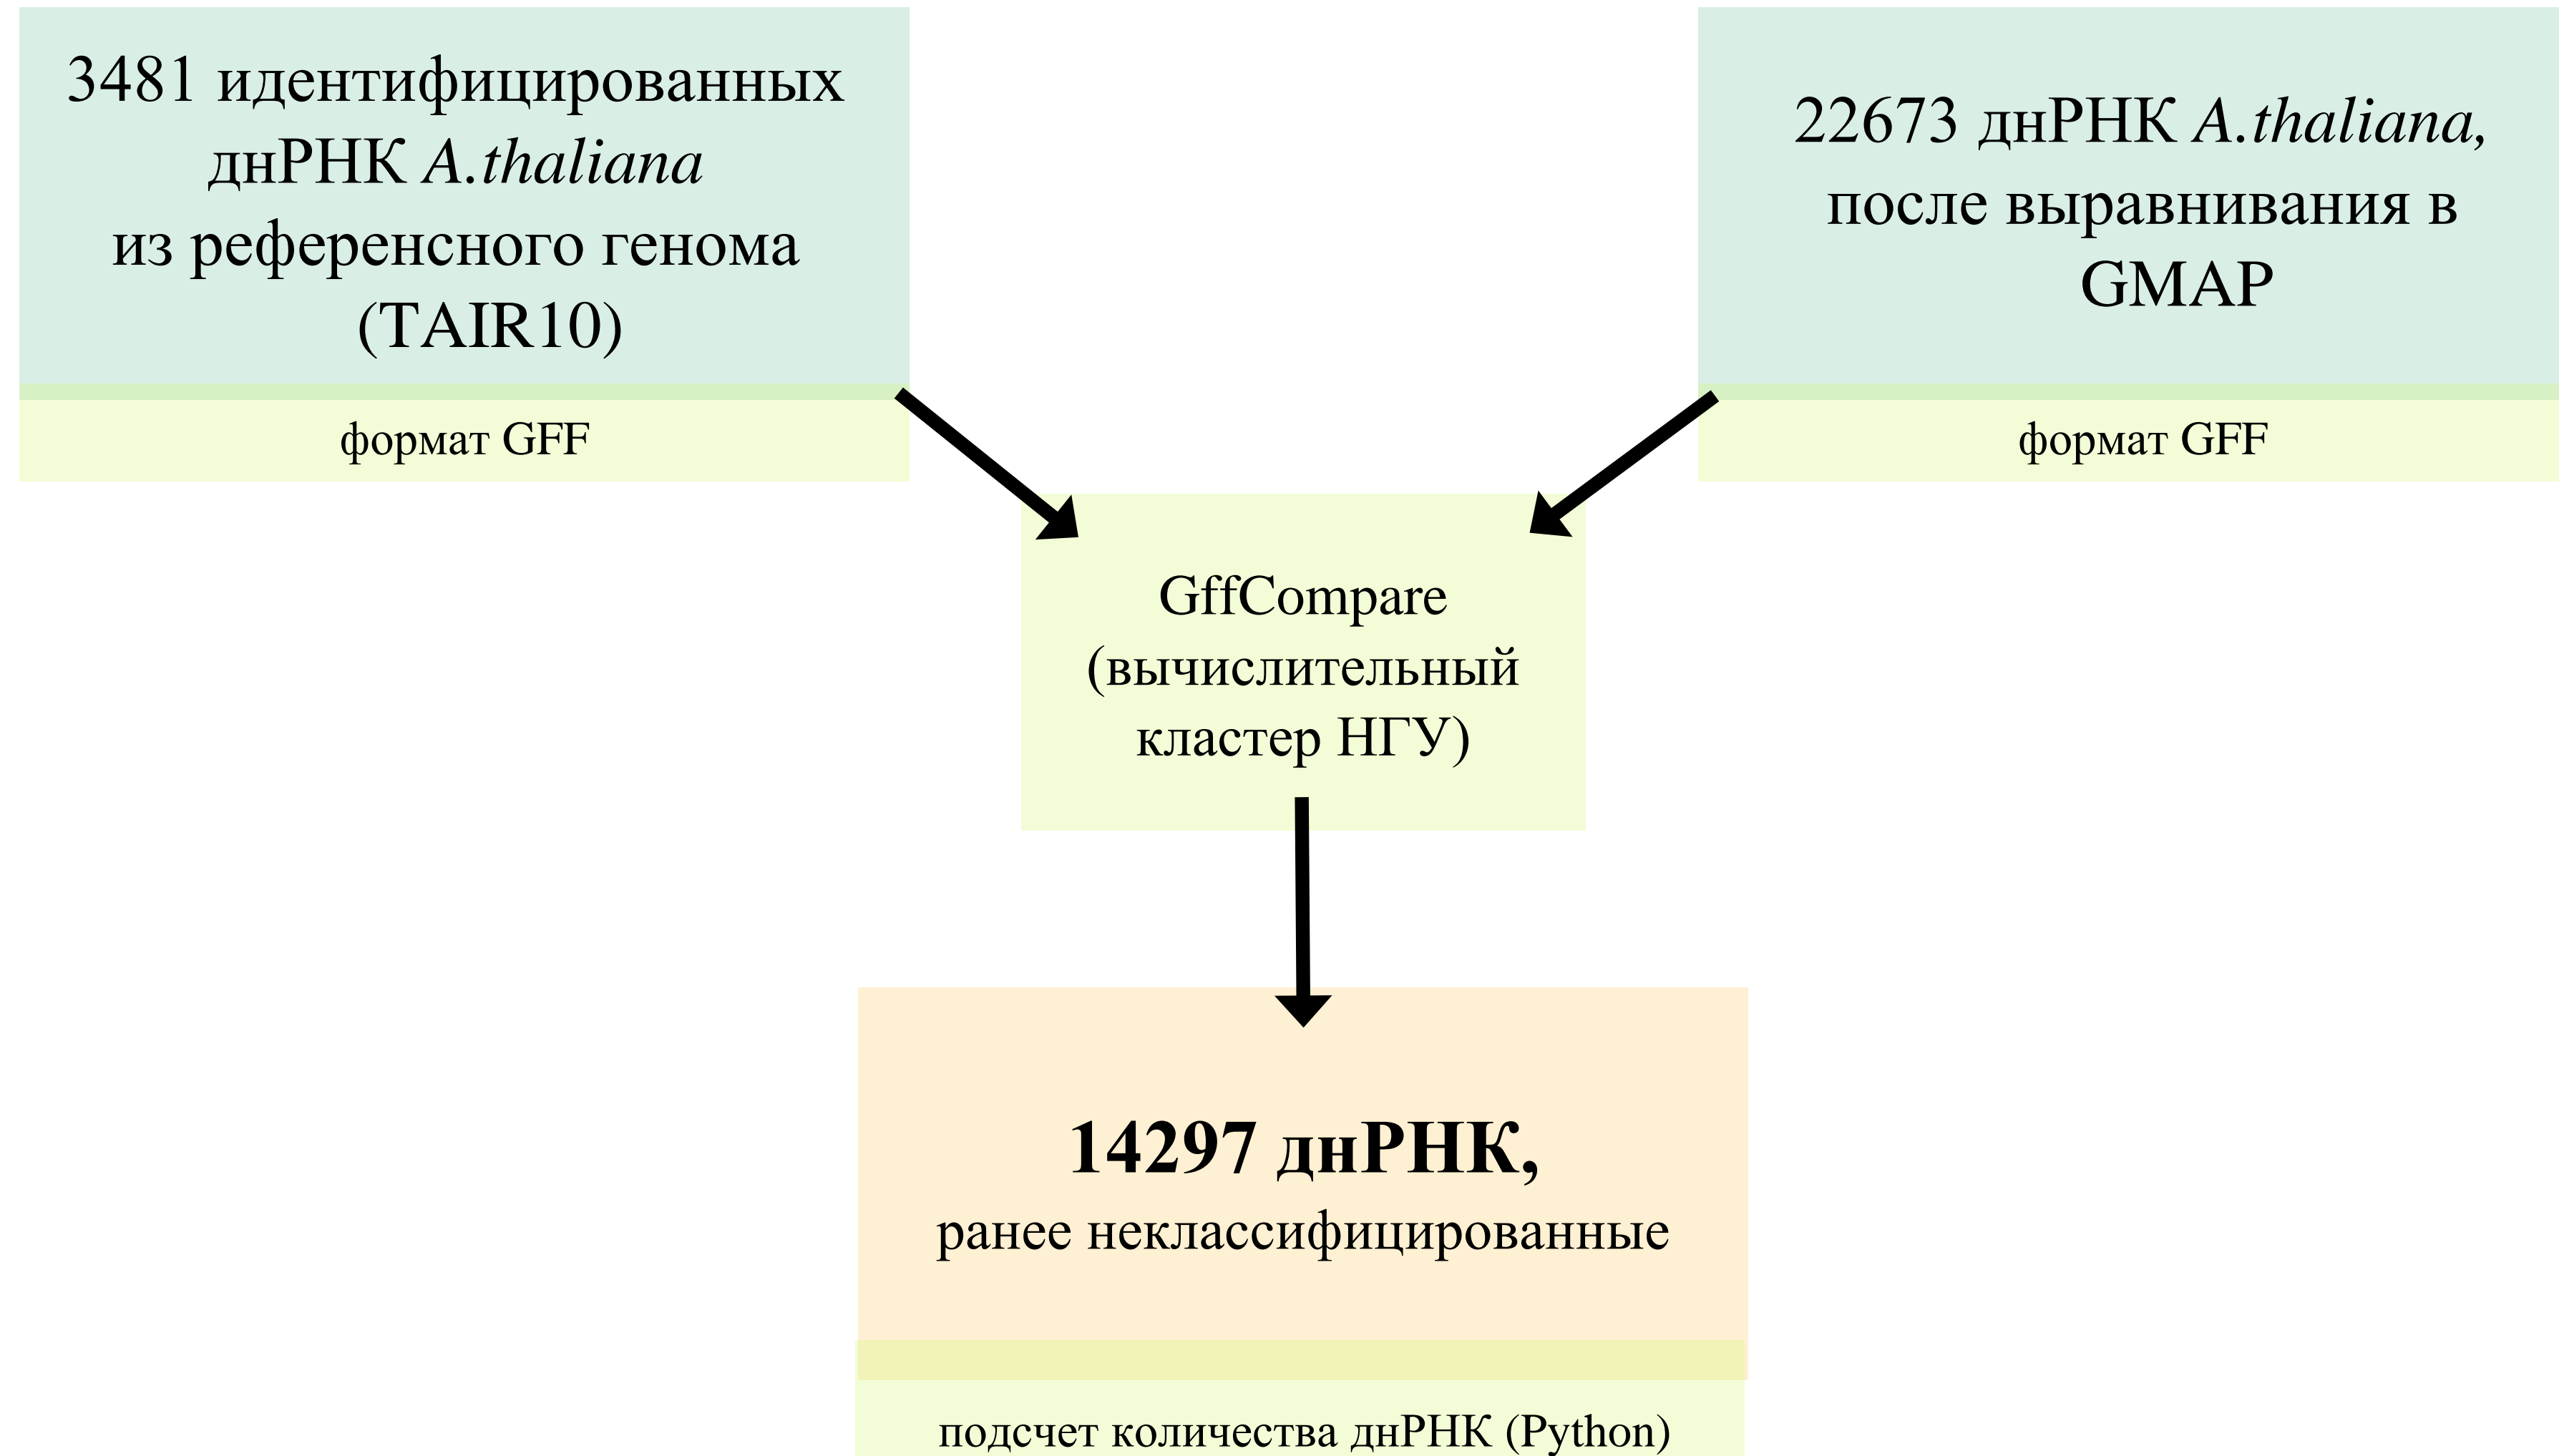 3481 идентифицированных
днРНК A.thaliana
из референсного генома
(TAIR10)
формат GFF
22673 днРНК A.thaliana,
после выравнивания в
GMAP
формат GFF
GffCompare
(вычислительный
кластер НГУ)
14297 днРНК,
ранее неклассифицированные
подсчет количества днРНК (Python)